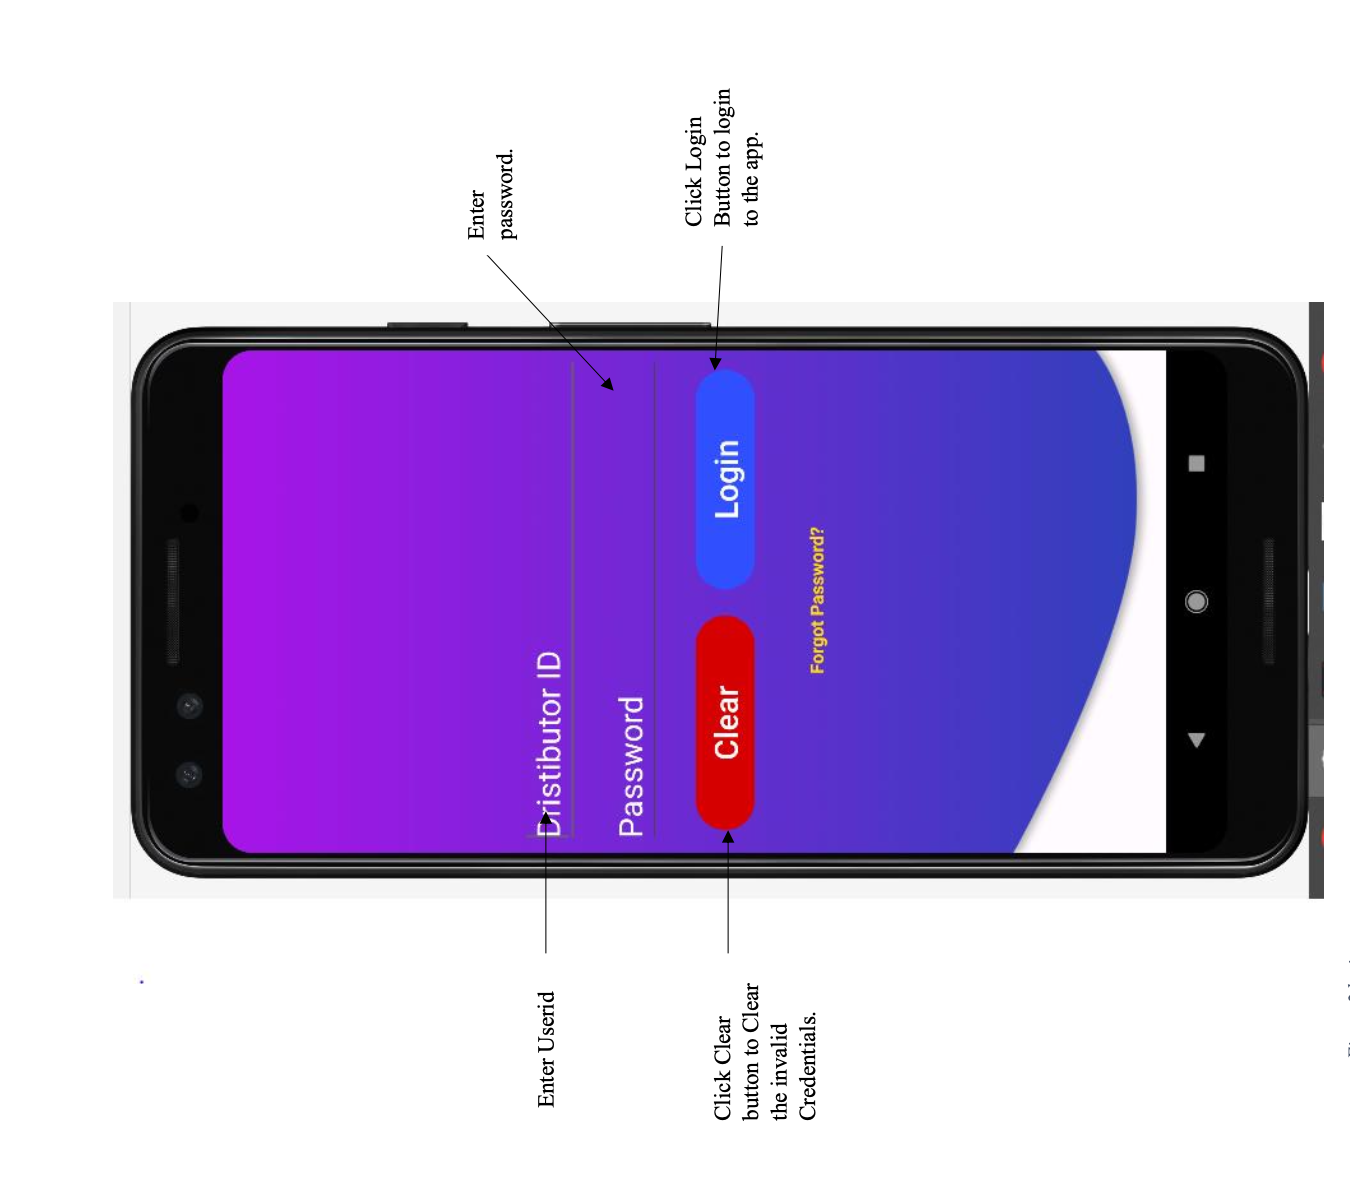 Enter
password.
Click Login
Button to login
to the app.
Dristibutor ID
Password
Clear
Login
Forgot Password?
Enter Userid
Click Clear
button to Clear
the invalid
Credentials.